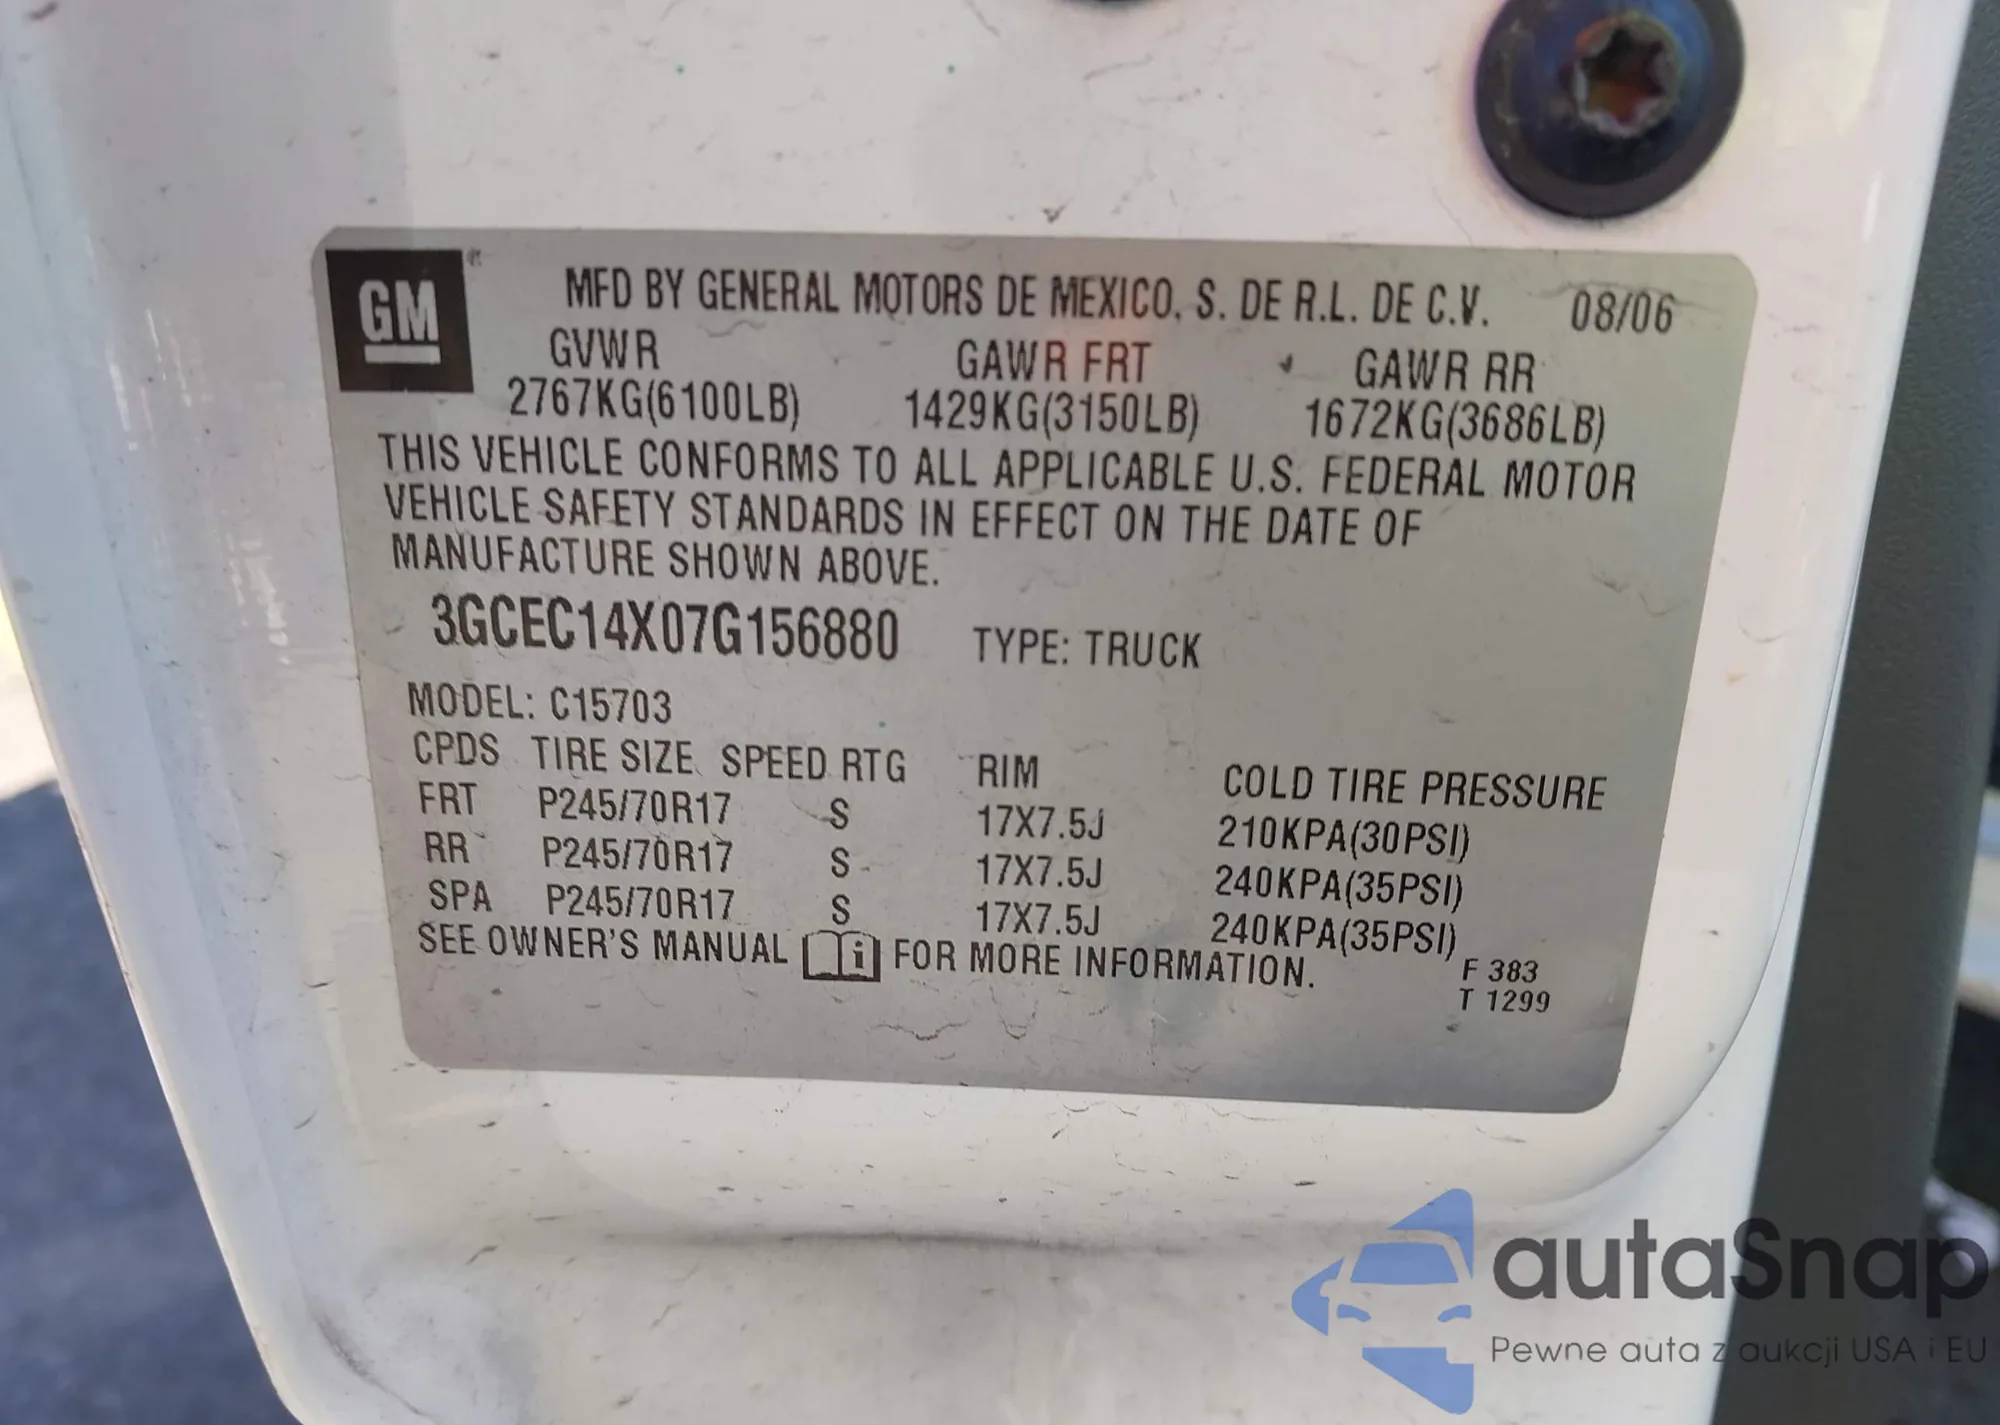 GM
MFD BY GENERAL MOTORS DE MEXICO, S. DE R.L. DE C.V. 08/06
GVWR GAWR FRT GAWR RR
2767KG(6100LB) 1429KG(3150LB) 1672KG(3686LB)
THIS VEHICLE CONFORMS TO ALL APPLICABLE U.S. FEDERAL MOTOR
VEHICLE SAFETY STANDARDS IN EFFECT ON THE DATE OF
MANUFACTURE SHOWN ABOVE.
3GCEC14X07G156880 TYPE: TRUCK
MODEL: C15703
CPDS TIRE SIZE SPEED RTG RIM COLD TIRE PRESSURE
FRT P245/70R17 S 17X7.5J 210KPA(30PSI)
RR P245/70R17 S 17X7.5J 240KPA(35PSI)
SPA P245/70R17 S 17X7.5J 240KPA(35PSI)
SEE OWNER'S MANUAL i FOR MORE INFORMATION.
F 383
T 1299
autaSnap
Pewne auta z aukcji USA i EU